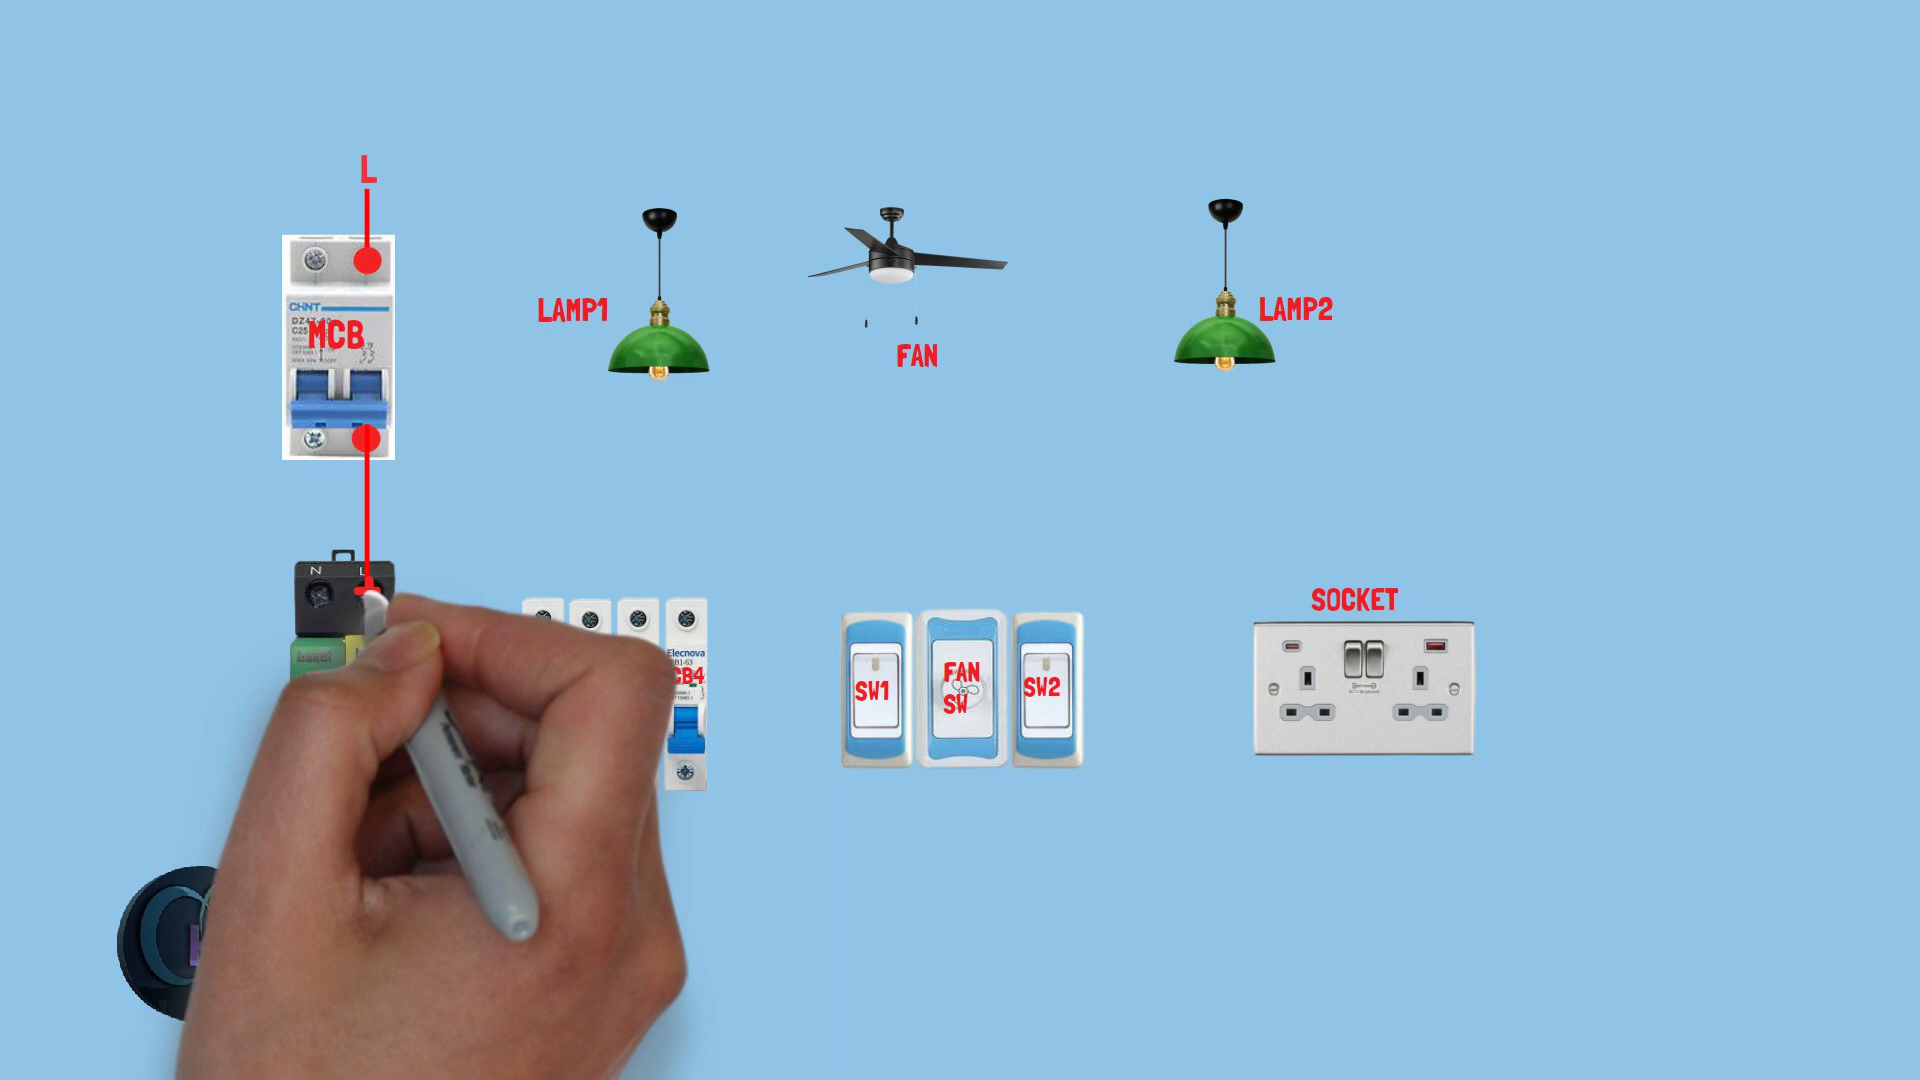 L
CHNT
MCB
LAMP1
FAN
LAMP2
N L
SOCKET
Elecnova
CB4
SW1
FAN
SW
SW2